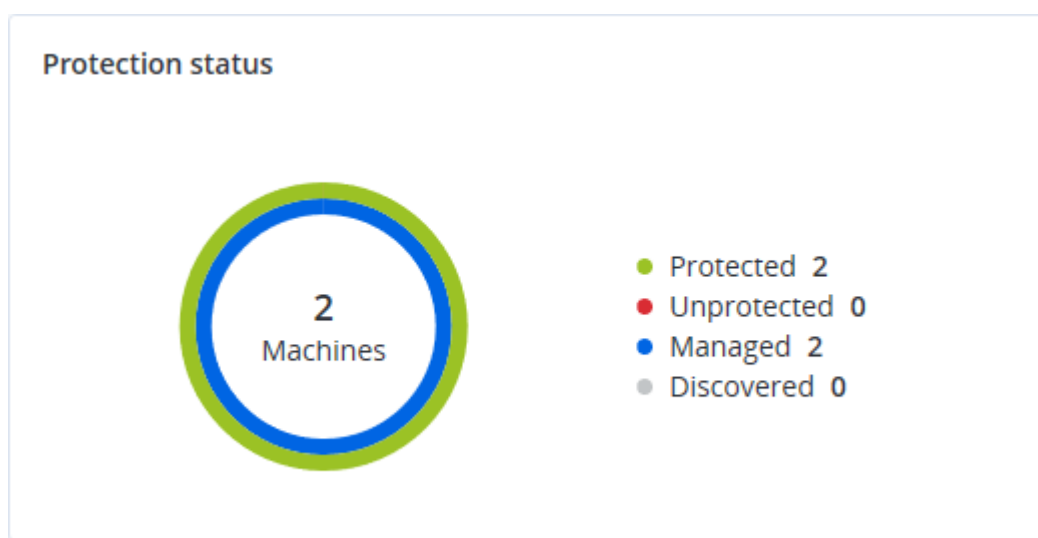 Protection status
2
Machines
Protected 2
Unprotected 0
Managed 2
Discovered 0